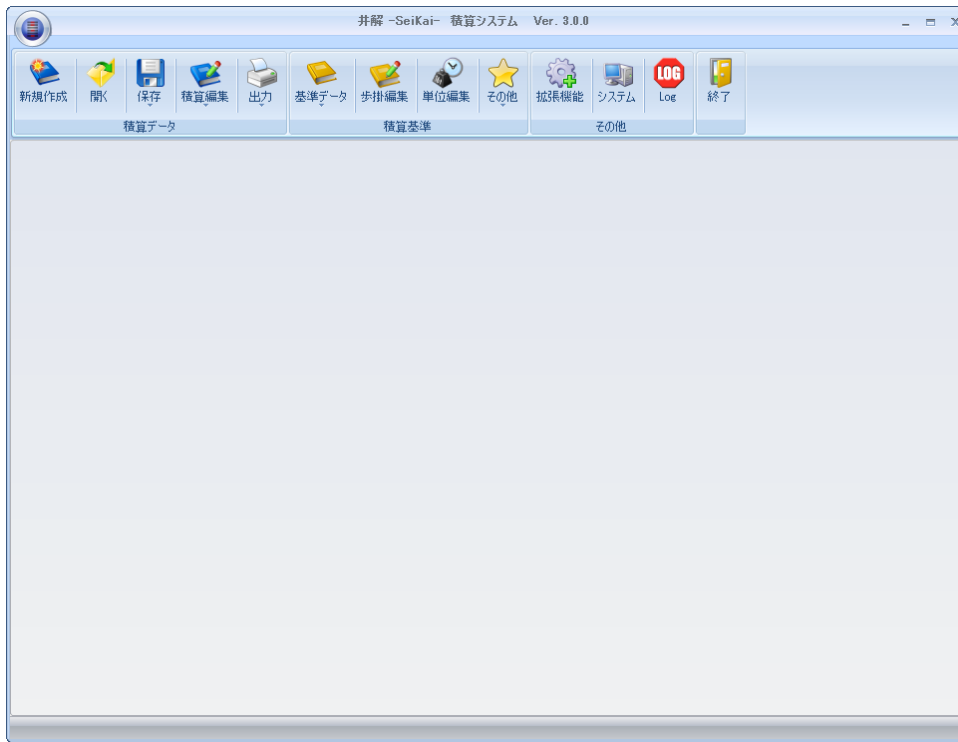 井解 -SeiKai- 積算システム Ver. 3.0.0
新規作成 開く 保存 積算編集 出力 基準データ 歩掛編集 単位編集 その他 拡張機能 システム LOG Log 終了
積算データ 積算基準 その他